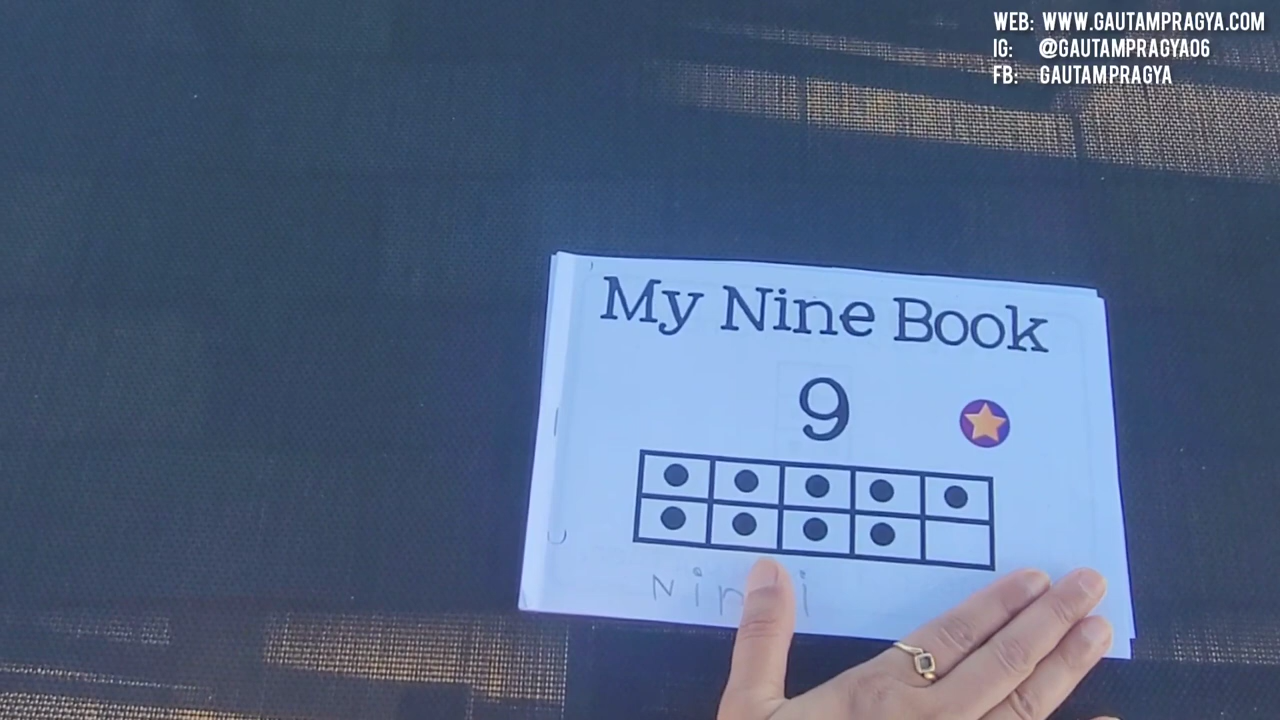 WEB: WWW.GAUTAMPRAGYA.COM
IG: @GAUTAMPRAGYA06
FB: GAUTAMPRAGYA
My Nine Book
9